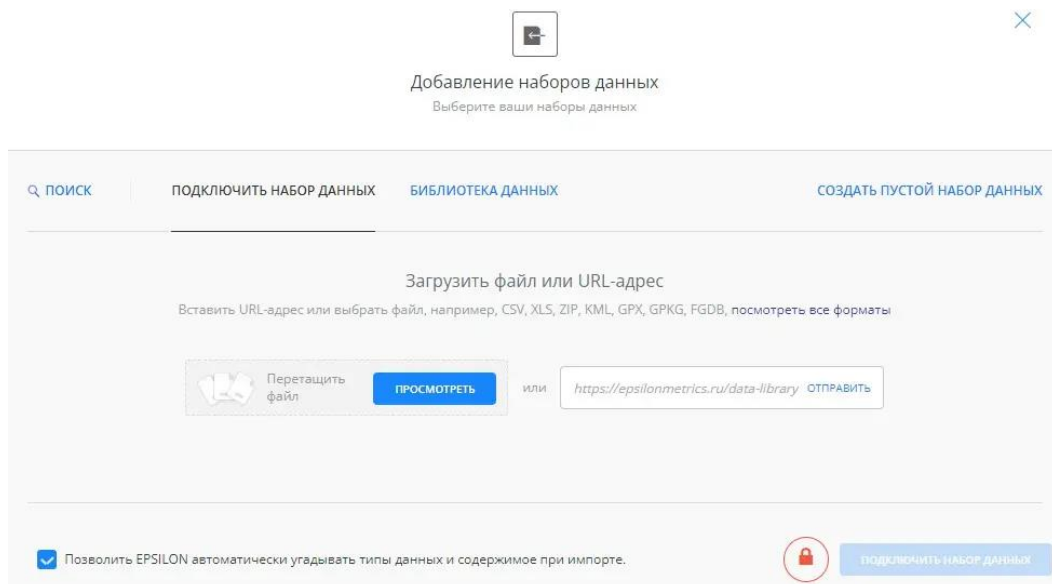 Добавление наборов данных
Выберите ваши наборы данных
ПОИСК
ПОДКЛЮЧИТЬ НАБОР ДАННЫХ
БИБЛИОТЕКА ДАННЫХ
СОЗДАТЬ ПУСТОЙ НАБОР ДАННЫХ
Загрузить файл или URL-адрес
Вставить URL-адрес или выбрать файл, например, CSV, XLS, ZIP, KML, GPX, GPKG, FGDB, посмотреть все форматы
Перетащить
файл
ПРОСМОТРЕТЬ
или
https://epsilonmetrics.ru/data-library
ОТПРАВИТЬ
Позволить EPSILON автоматически угадывать типы данных и содержимое при импорте.
ПОДКЛЮЧИТЬ НАБОР ДАННЫХ